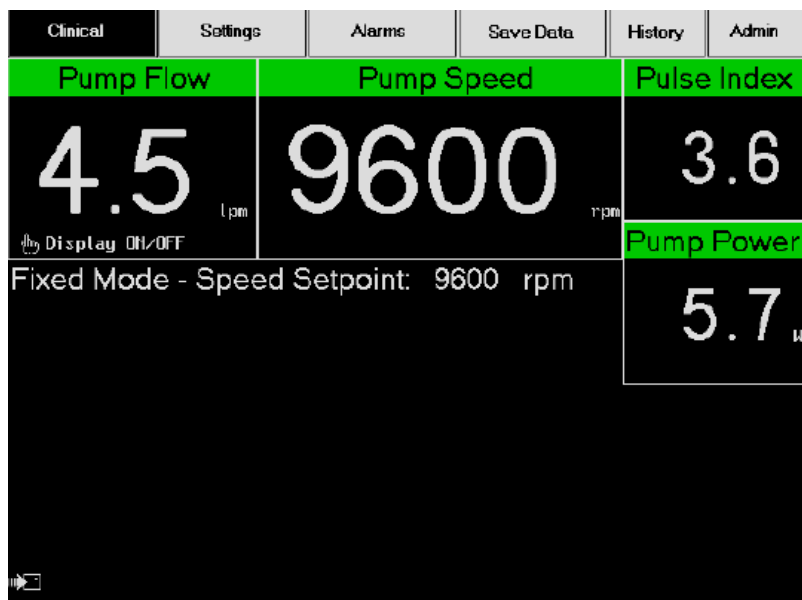 Clinical Settings Alarms Save Data History Admin
Pump Flow Pump Speed Pulse Index
4.5 lpm 9600 rpm 3.6
Display ON/OFF
Pump Power
Fixed Mode - Speed Setpoint: 9600 rpm
5.7 W